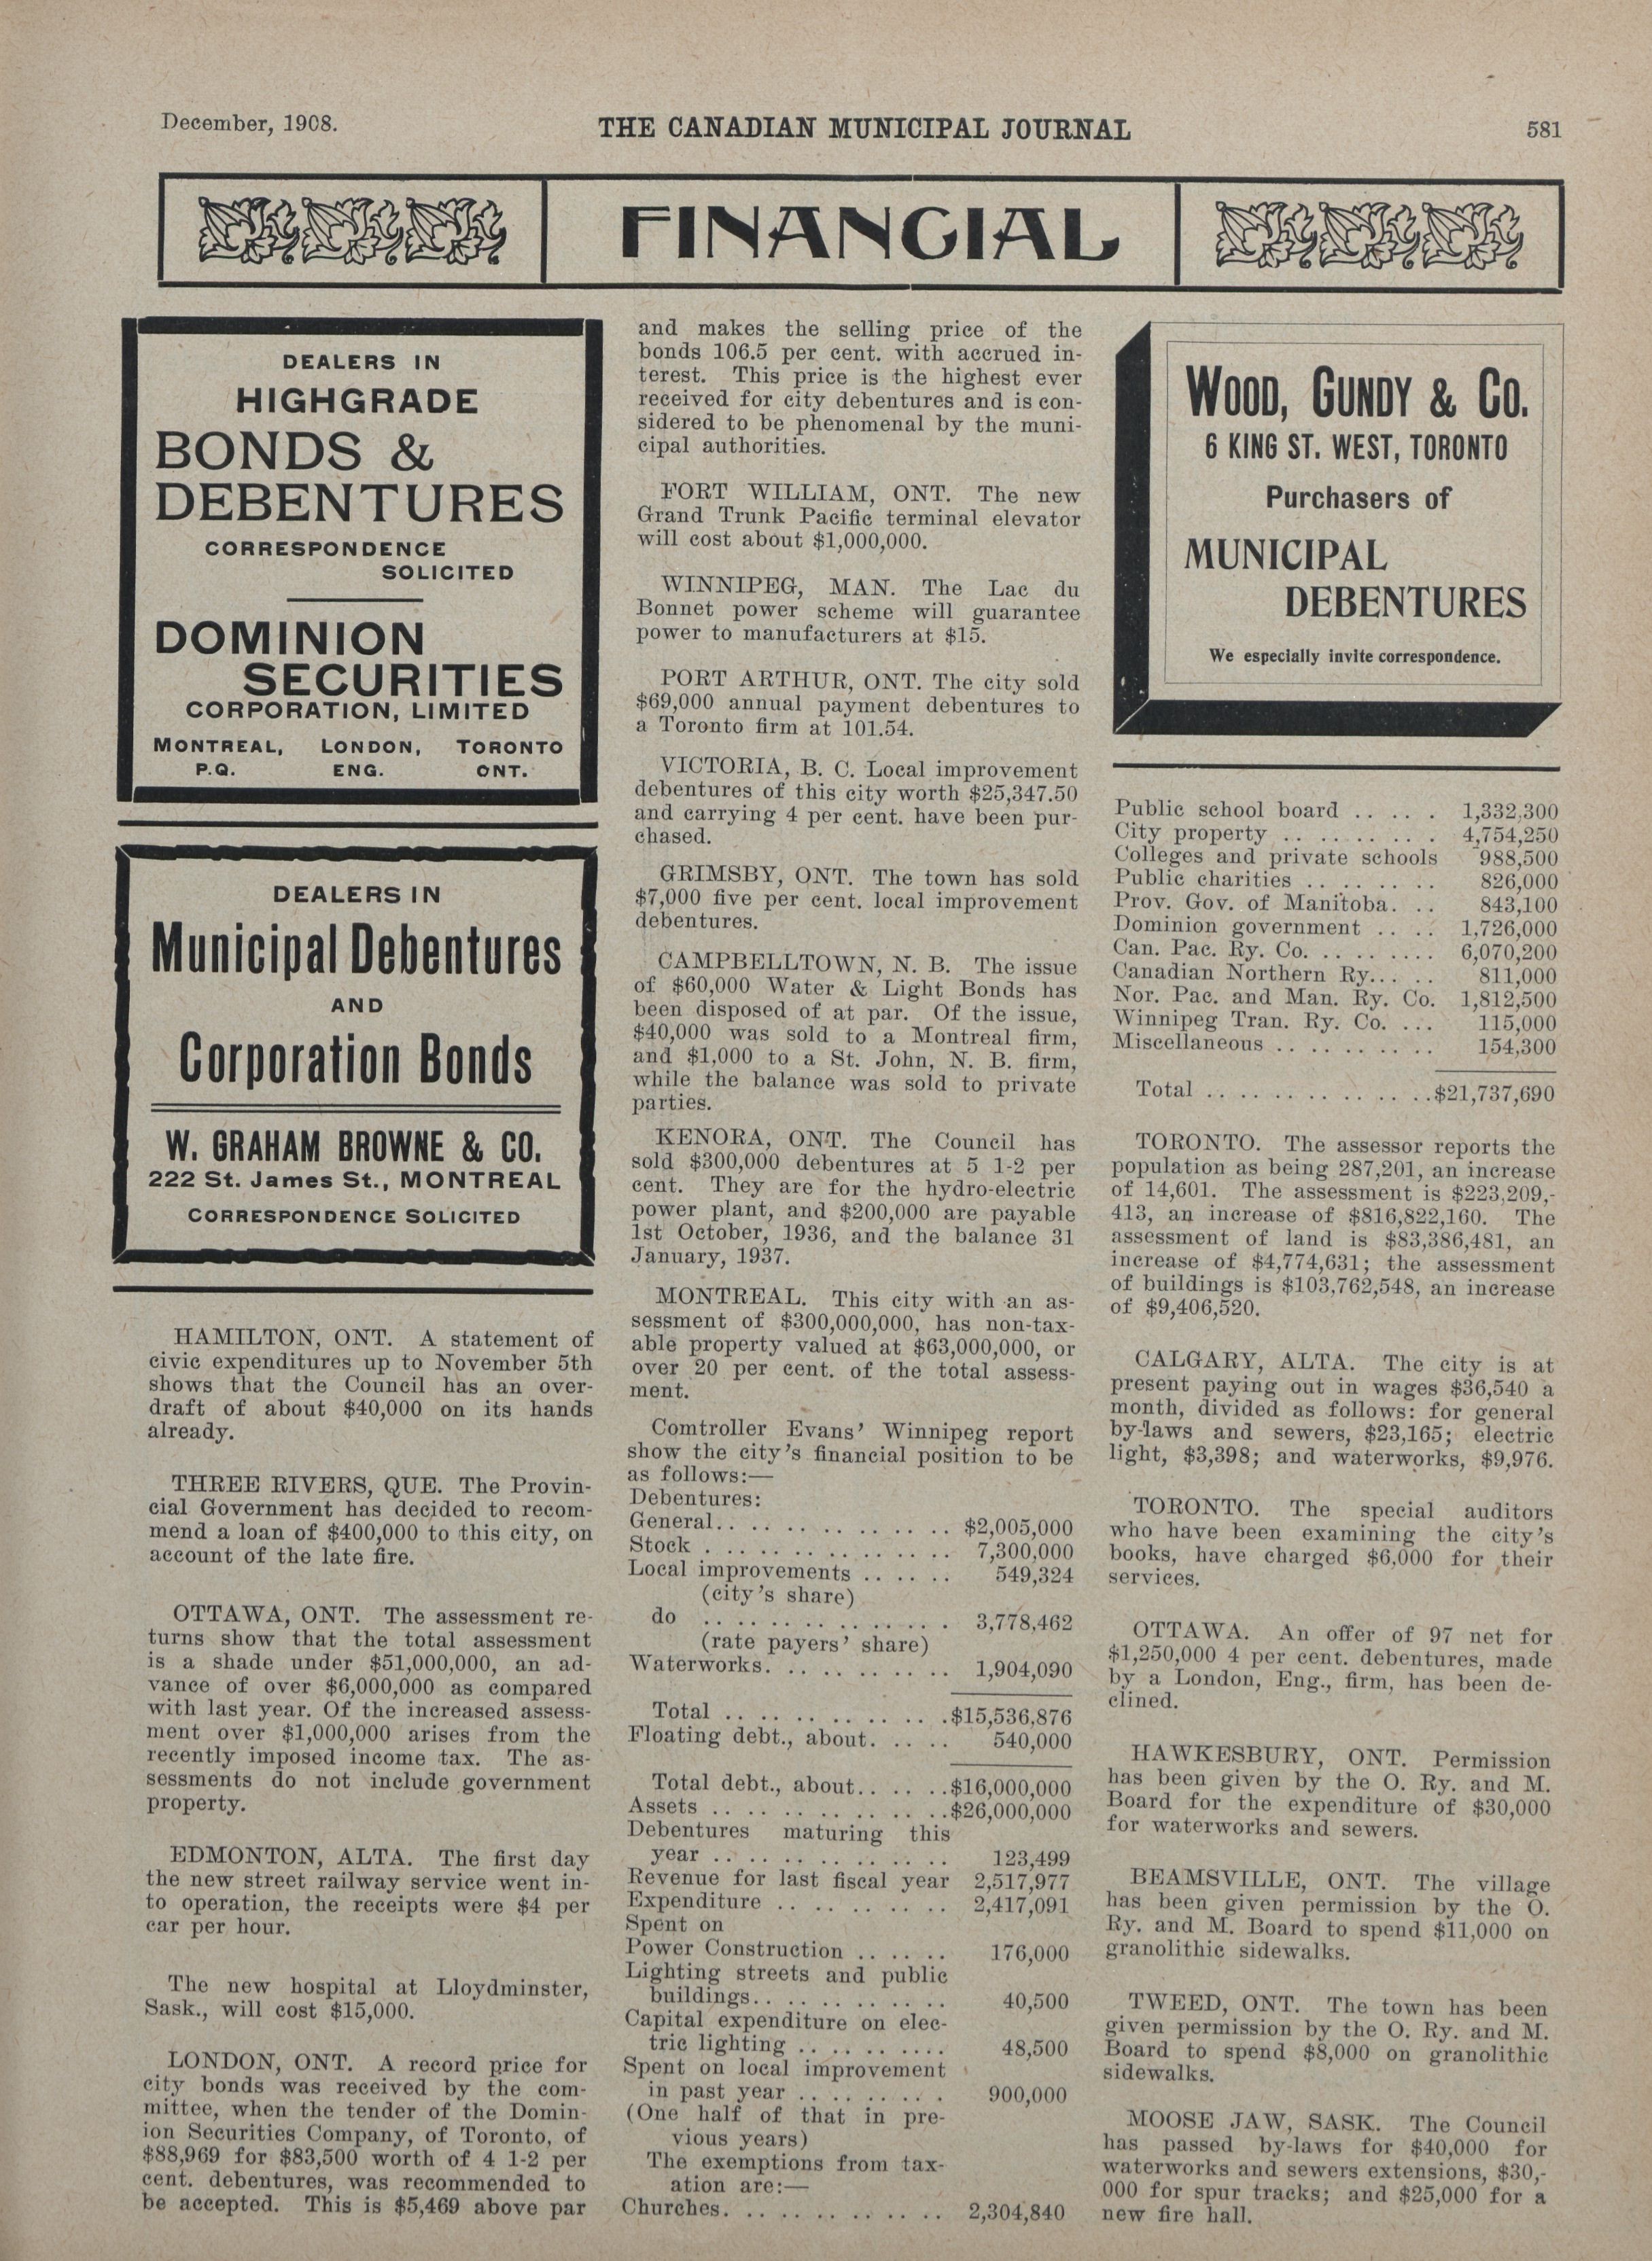 December, 1908.
THE CANADIAN MUNICIPAL JOURNAL
581
FINANCIAL
DEALERS IN
HIGHGRADE
BONDS &
DEBENTURES
CORRESPONDENCE
SOLICITED
DOMINION
SECURITIES
CORPORATION, LIMITED
MONTREAL, LONDON, TORONTO
P.Q. ENG. ONT.
DEALERS IN
Municipal Debentures
AND
Corporation Bonds
W. GRAHAM BROWNE & CO.
222 St. James St., MONTREAL
CORRESPONDENCE SOLICITED
HAMILTON, ONT. A statement of
civic expenditures up to November 5th
shows that the Council has an over-
draft of about $40,000 on its hands
already.
THREE RIVERS, QUE. The Provin-
cial Government has decided to recom-
mend a loan of $400,000 to this city, on
account of the late fire.
OTTAWA, ONT. The assessment re-
turns show that the total assessment
is a shade under $51,000,000, an ad-
vance of over $6,000,000 as compared
with last year. Of the increased assess-
ment over $1,000,000 arises from the
recently imposed income tax. The as-
sessments do not include government
property.
EDMONTON, ALTA. The first day
the new street railway service went in-
to operation, the receipts were $4 per
car per hour.
The new hospital at Lloydminster,
Sask., will cost $15,000.
LONDON, ONT. A record price for
city bonds was received by the com-
mittee, when the tender of the Domin-
ion Securities Company, of Toronto, of
$88,969 for $83,500 worth of 4 1-2 per
cent. debentures, was recommended to
be accepted. This is $5,469 above par
and makes the selling price of the
bonds 106.5 per cent. with accrued in-
terest. This price is the highest ever
received for city debentures and is con-
sidered to be phenomenal by the muni-
cipal authorities.
FORT WILLIAM, ONT. The new
Grand Trunk Pacific terminal elevator
will cost about $1,000,000.
WINNIPEG, MAN. The Lac du
Bonnet power scheme will guarantee
power to manufacturers at $15.
PORT ARTHUR, ONT. The city sold
$69,000 annual payment debentures to
a Toronto firm at 101.54.
VICTORIA, B. C. Local improvement
debentures of this city worth $25,347.50
and carrying 4 per cent. have been pur-
chased.
GRIMSBY, ONT. The town has sold
$7,000 five per cent. local improvement
debentures.
CAMPBELLTOWN, N. B. The issue
of $60,000 Water & Light Bonds has
been disposed of at par. Of the issue,
$40,000 was sold to a Montreal firm,
and $1,000 to a St. John, N. B. firm,
while the balance was sold to private
parties.
KENORA, ONT. The Council has
sold $300,000 debentures at 5 1-2 per
cent. They are for the hydro-electric
power plant, and $200,000 are payable
1st October, 1936, and the balance 31
January, 1937.
MONTREAL. This city with an as-
sessment of $300,000,000, has non-tax-
able property valued at $63,000,000, or
over 20 per cent. of the total assess-
ment.
Comtroller Evans' Winnipeg report
show the city's financial position to be
as follows:—
Debentures:
General.. .. .. .. .. .. .. $2,005,000
Stock . .. .. .. .. .. .. .. 7,300,000
Local improvements .. .. .. 549,324
(city's share)
do .. .. .. .. .. .. . 3,778,462
(rate payers' share)
Waterworks. .. .. .. .. .. 1,904,090
Total .. .. .. .. .. .. .$15,536,876
Floating debt., about. .. .. 540,000
Total debt., about.. .. ..$16,000,000
Assets .. .. .. .. .. .. ..$26,000,000
Debentures maturing this
year .. .. .. .. .. .. .. 123,499
Revenue for last fiscal year 2,517,977
Expenditure .. .. .. .. .. 2,417,091
Spent on
Power Construction .. .. .. 176,000
Lighting streets and public
buildings.. .. .. .. .. .. 40,500
Capital expenditure on elec-
tric lighting .. .. .. .. .. 48,500
Spent on local improvement
in past year .. .. .. .. . 900,000
(One half of that in pre-
vious years)
The exemptions from tax-
ation are:—
Churches. .. .. .. .. .. .. 2,304,840
WOOD, GUNDY & CO.
6 KING ST. WEST, TORONTO
Purchasers of
MUNICIPAL
DEBENTURES
We especially invite correspondence.
Public school board .. .. . 1,332,300
City property .. .. .. .. . 4,754,250
Colleges and private schools 988,500
Public charities .. .. .. .. 826,000
Prov. Gov. of Manitoba. .. 843,100
Dominion government .. .. 1,726,000
Can. Pac. Ry. Co. .. .. .. .. 6,070,200
Canadian Northern Ry... .. 811,000
Nor. Pac. and Man. Ry. Co. 1,812,500
Winnipeg Tran. Ry. Co. ... 115,000
Miscellaneous .. .. .. .. .. 154,300
Total .. .. .. .. .. .. ..$21,737,690
TORONTO. The assessor reports the
population as being 287,201, an increase
of 14,601. The assessment is $223,209,-
413, an increase of $816,822,160. The
assessment of land is $83,386,481, an
increase of $4,774,631; the assessment
of buildings is $103,762,548, an increase
of $9,406,520.
CALGARY, ALTA. The city is at
present paying out in wages $36,540 a
month, divided as follows: for general
by-laws and sewers, $23,165; electric
light, $3,398; and waterworks, $9,976.
TORONTO. The special auditors
who have been examining the city's
books, have charged $6,000 for their
services.
OTTAWA. An offer of 97 net for
$1,250,000 4 per cent. debentures, made
by a London, Eng., firm, has been de-
clined.
HAWKESBURY, ONT. Permission
has been given by the O. Ry. and M.
Board for the expenditure of $30,000
for waterworks and sewers.
BEAMSVILLE, ONT. The village
has been given permission by the O.
Ry. and M. Board to spend $11,000 on
granolithic sidewalks.
TWEED, ONT. The town has been
given permission by the O. Ry. and M.
Board to spend $8,000 on granolithic
sidewalks.
MOOSE JAW, SASK. The Council
has passed by-laws for $40,000 for
waterworks and sewers extensions, $30,-
000 for spur tracks; and $25,000 for a
new fire hall.